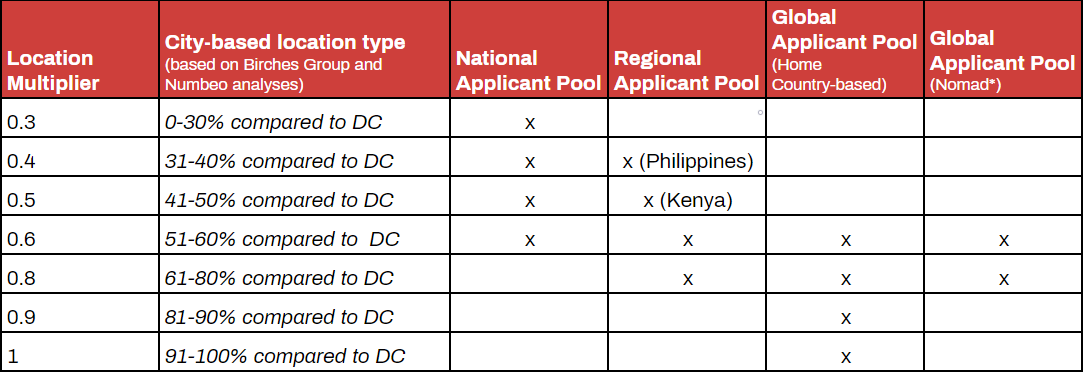 Location Multiplier
City-based location type
(based on Birches Group and
Numbeo analyses)
National
Applicant Pool
Regional
Applicant Pool
Global
Applicant Pool
(Home
Country-based)
Global
Applicant Pool
(Nomad*)
0.3 0-30% compared to DC x
0.4 31-40% compared to DC x x (Philippines)
0.5 41-50% compared to DC x x (Kenya)
0.6 51-60% compared to DC x x x x
0.8 61-80% compared to DC x x x
0.9 81-90% compared to DC x
1 91-100% compared to DC x